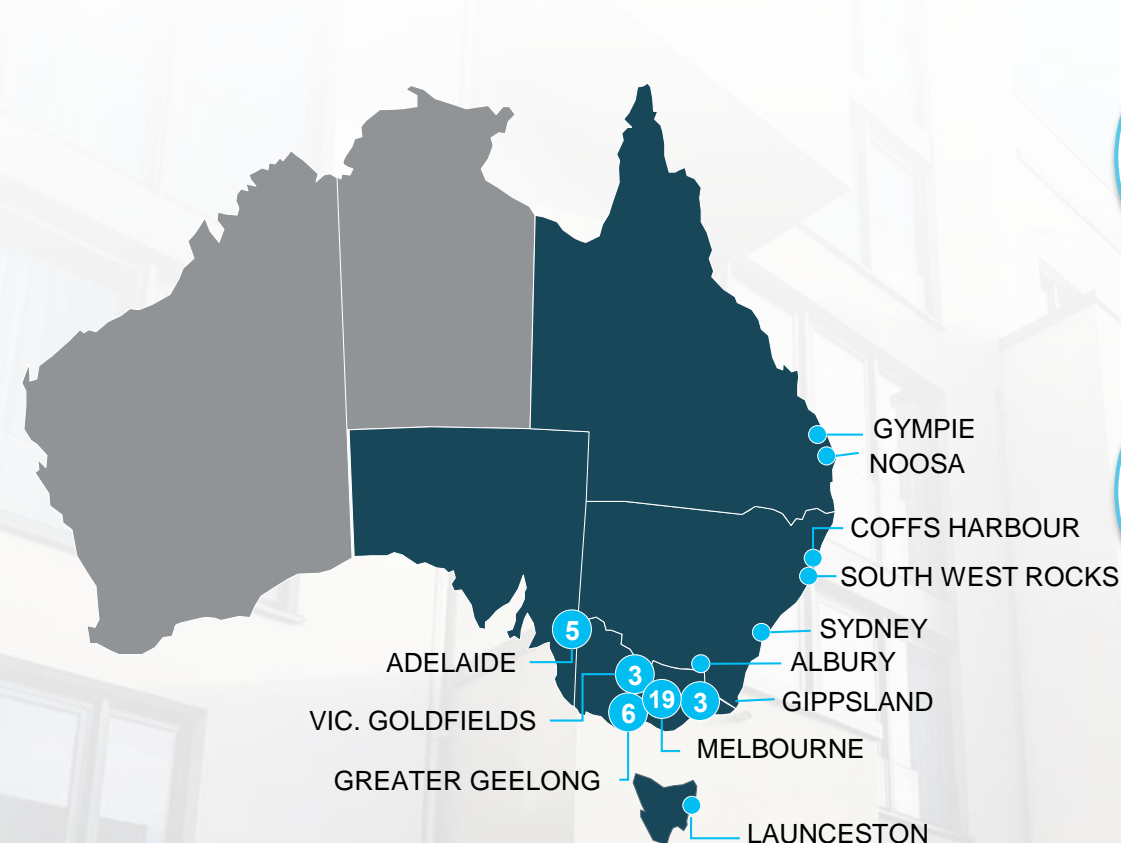 GYMPIE
NOOSA
COFFS HARBOUR
SOUTH WEST ROCKS
5
SYDNEY
ADELAIDE
ALBURY
3
19
3
GIPPSLAND
6
VIC. GOLDFIELDS
MELBOURNE
GREATER GEELONG
LAUNCESTON